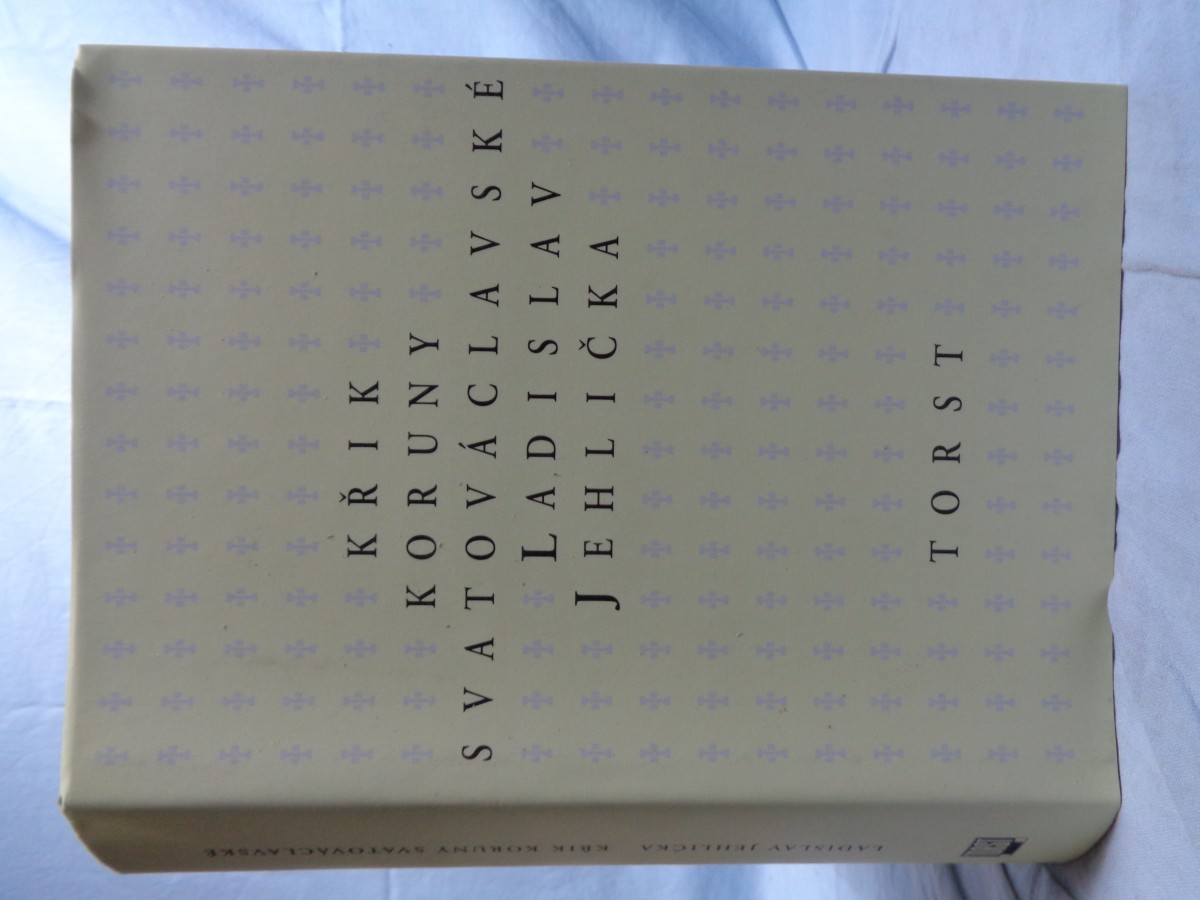 KŘIK
KORUNY
SVATOVÁCLAVSKÉ
LADISLAV
JEHLIČKA
TORST
LADISLAV JEHLIČKA KŘIK KORUNY SVATOVÁCLAVSKÉ